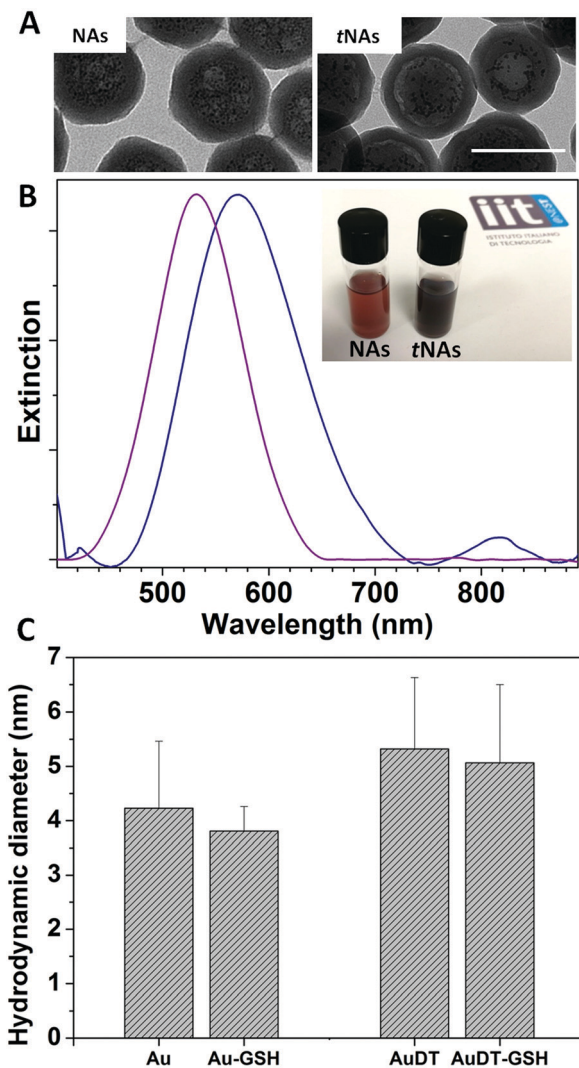 A
NAs
tNAs
B
Extinction
iit
@NEST
ISTITUTO ITALIANO
DI TECNOLOGIA
NAs
tNAs
500
600
700
800
Wavelength (nm)
C
Hydrodynamic diameter (nm)
7
6
5
4
3
2
1
0
Au
Au-GSH
AuDT
AuDT-GSH